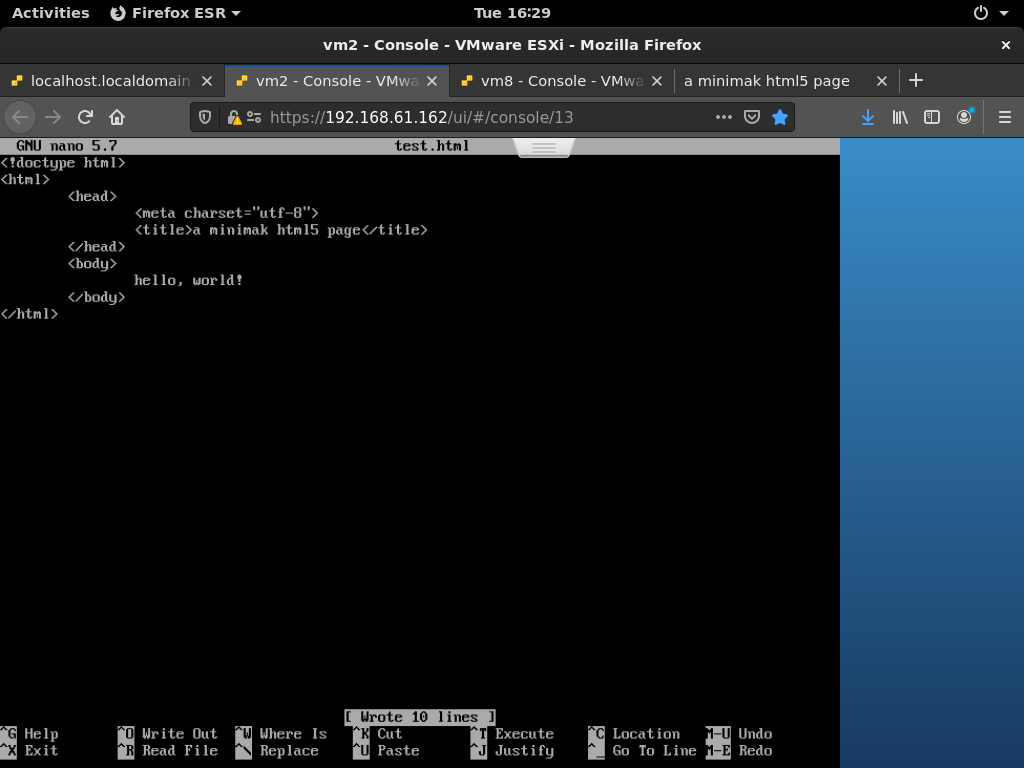 Activities Firefox ESR Tue 16:29
vm2 - Console - VMware ESXi - Mozilla Firefox
localhost.localdomain vm2 - Console - VMwa vm8 - Console - VMwa a minimak html5 page
https://192.168.61.162/ui/#/console/13
GNU nano 5.7 test.html
<!doctype html>
<html>
<head>
<meta charset="utf-8">
<title>a minimak html5 page</title>
</head>
<body>
hello, world!
</body>
</html>
[ Wrote 10 lines ]
^G Help ^O Write Out ^W Where Is ^K Cut ^T Execute ^C Location M-U Undo
^X Exit ^R Read File ^\ Replace ^U Paste ^J Justify ^_ Go To Line M-E Redo